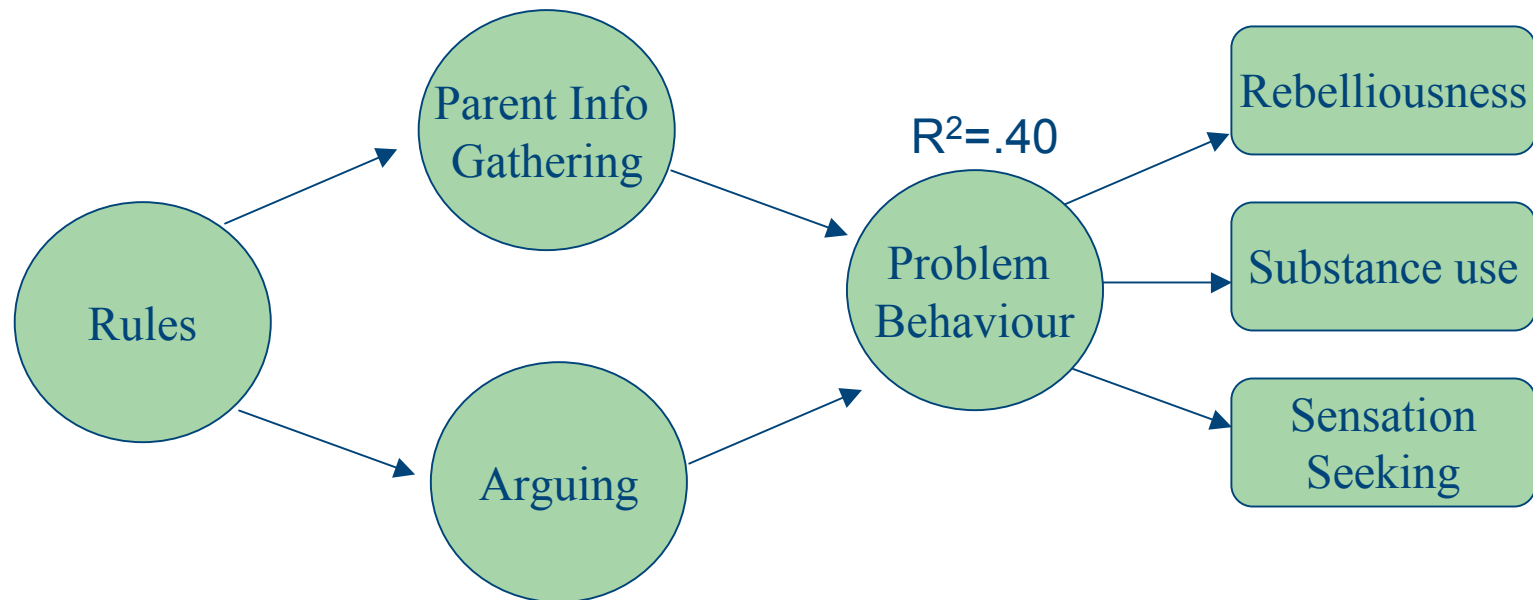 Rules
Parent Info
Gathering
Arguing
R²=.40
Problem
Behaviour
Rebelliousness
Substance use
Sensation
Seeking